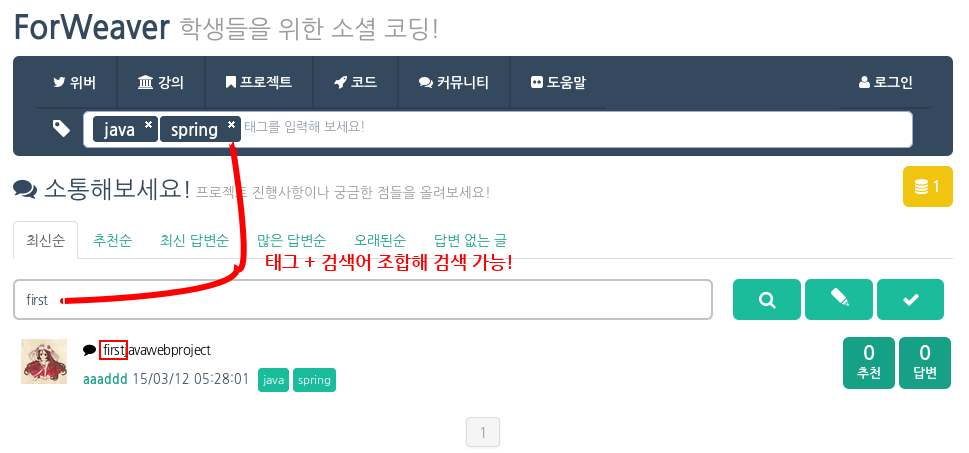 ForWeaver 학생들을 위한 소셜 코딩!
위버 강의 프로젝트 코드 커뮤니티 도움말 로그인
java spring 태그를 입력해 보세요!
소통해보세요! 프로젝트 진행사항이나 궁금한 점들을 올려보세요! 1
최신순 추천순 최신 답변순 많은 답변순 오래된순 답변 없는 글
태그 + 검색어 조합해 검색 가능!
first
firstjavawebproject 0 0
aaaddd 15/03/12 05:28:01 java spring 추천 답변
1